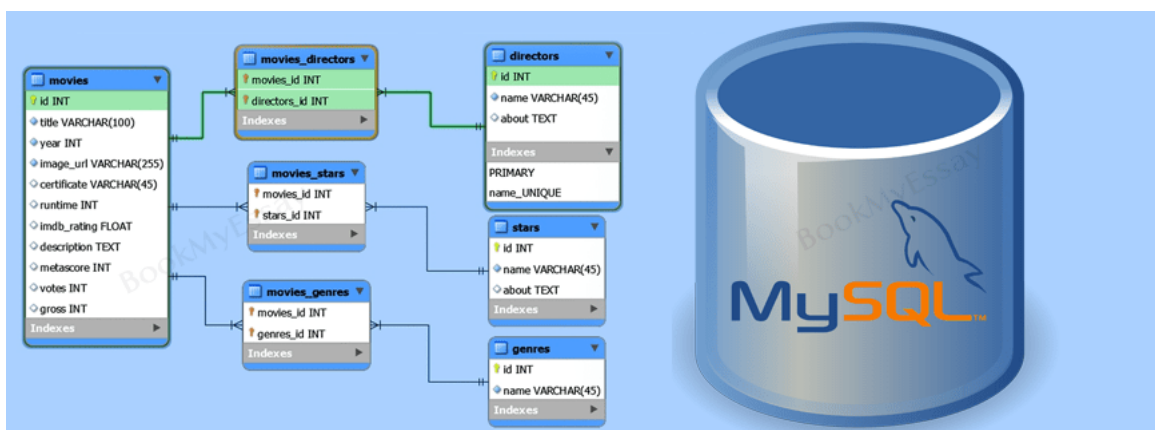 movies
id INT
title VARCHAR(100)
year INT
image_url VARCHAR(255)
certificate VARCHAR(45)
runtime INT
imdb_rating FLOAT
description TEXT
metascore INT
votes INT
gross INT
Indexes
movies_directors
movies_id INT
directors_id INT
Indexes
movies_stars
movies_id INT
stars_id INT
Indexes
movies_genres
movies_id INT
genres_id INT
Indexes
directors
id INT
name VARCHAR(45)
about TEXT
Indexes
PRIMARY
name_UNIQUE
stars
id INT
name VARCHAR(45)
about TEXT
Indexes
genres
id INT
name VARCHAR(45)
Indexes
BookMyEssay
BookMyEssay
MySQL™